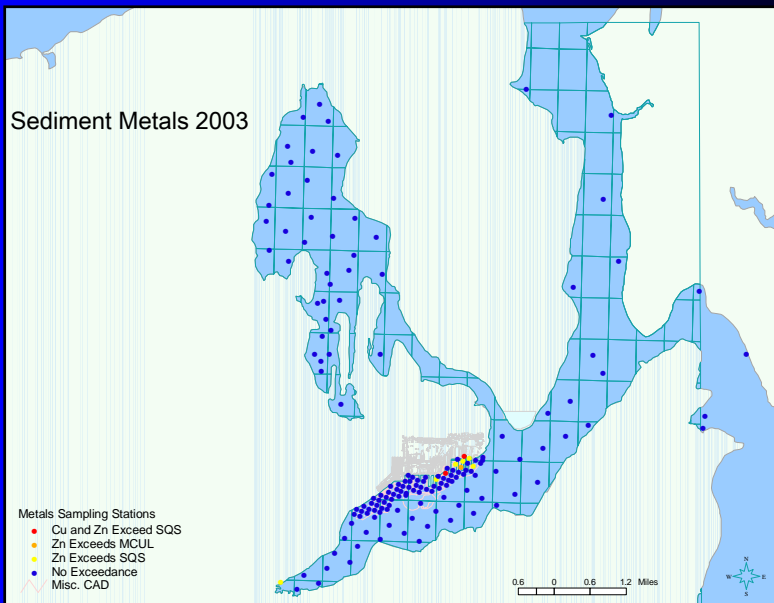 Sediment Metals 2003
Metals Sampling Stations
Cu and Zn Exceed SQS
Zn Exceeds MCUL
Zn Exceeds SQS
No Exceedance
Misc. CAD
0.6 0 0.6 1.2 Miles
N
W E
S